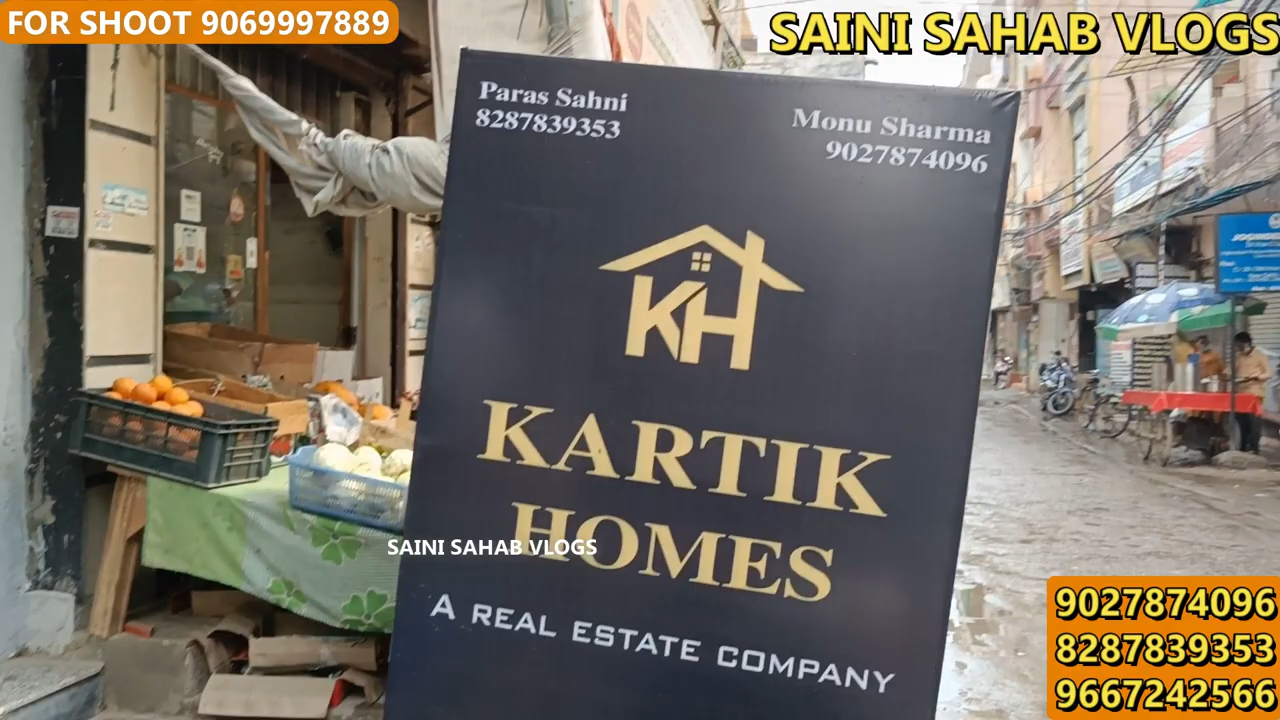 FOR SHOOT 9069997889
SAINI SAHAB VLOGS
Paras Sahni
8287839353
Monu Sharma
9027874096
KH
KARTIK
HOMES
SAINI SAHAB VLOGS
A REAL ESTATE COMPANY
9027874096
8287839353
9667242566